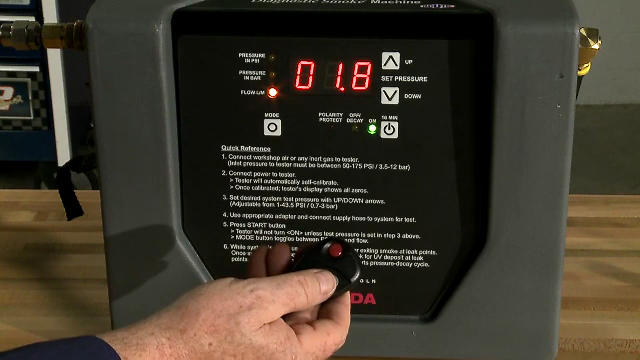 Diagnostic Smoke® Machine
PRESSURE
IN PSI
PRESSURE
IN BAR
FLOW L/M
01.8
UP
SET PRESSURE
DOWN
MODE
POLARITY
PROTECT
OFF/
DECAY
ON
15 MIN
Quick Reference
1. Connect workshop air or any inert gas to tester.
(Inlet pressure to tester must be between 50-175 PSI / 3.5-12 bar)
2. Connect power to tester.
> Tester will automatically self-calibrate.
> Once calibrated; tester's display shows all zeros.
3. Set desired system test pressure with UP/DOWN arrows.
(Adjustable from 1-43.5 PSI / 0.7-3 bar)
4. Use appropriate adapter and connect supply hose to system for test.
5. Press START button
> Tester will not turn <ON> unless test pressure is set in step 3 above.
> MODE button toggles between and flow.
6. While exiting smoke at leak points.
Once for UV deposit at leak
points pressure-decay cycle.
DA